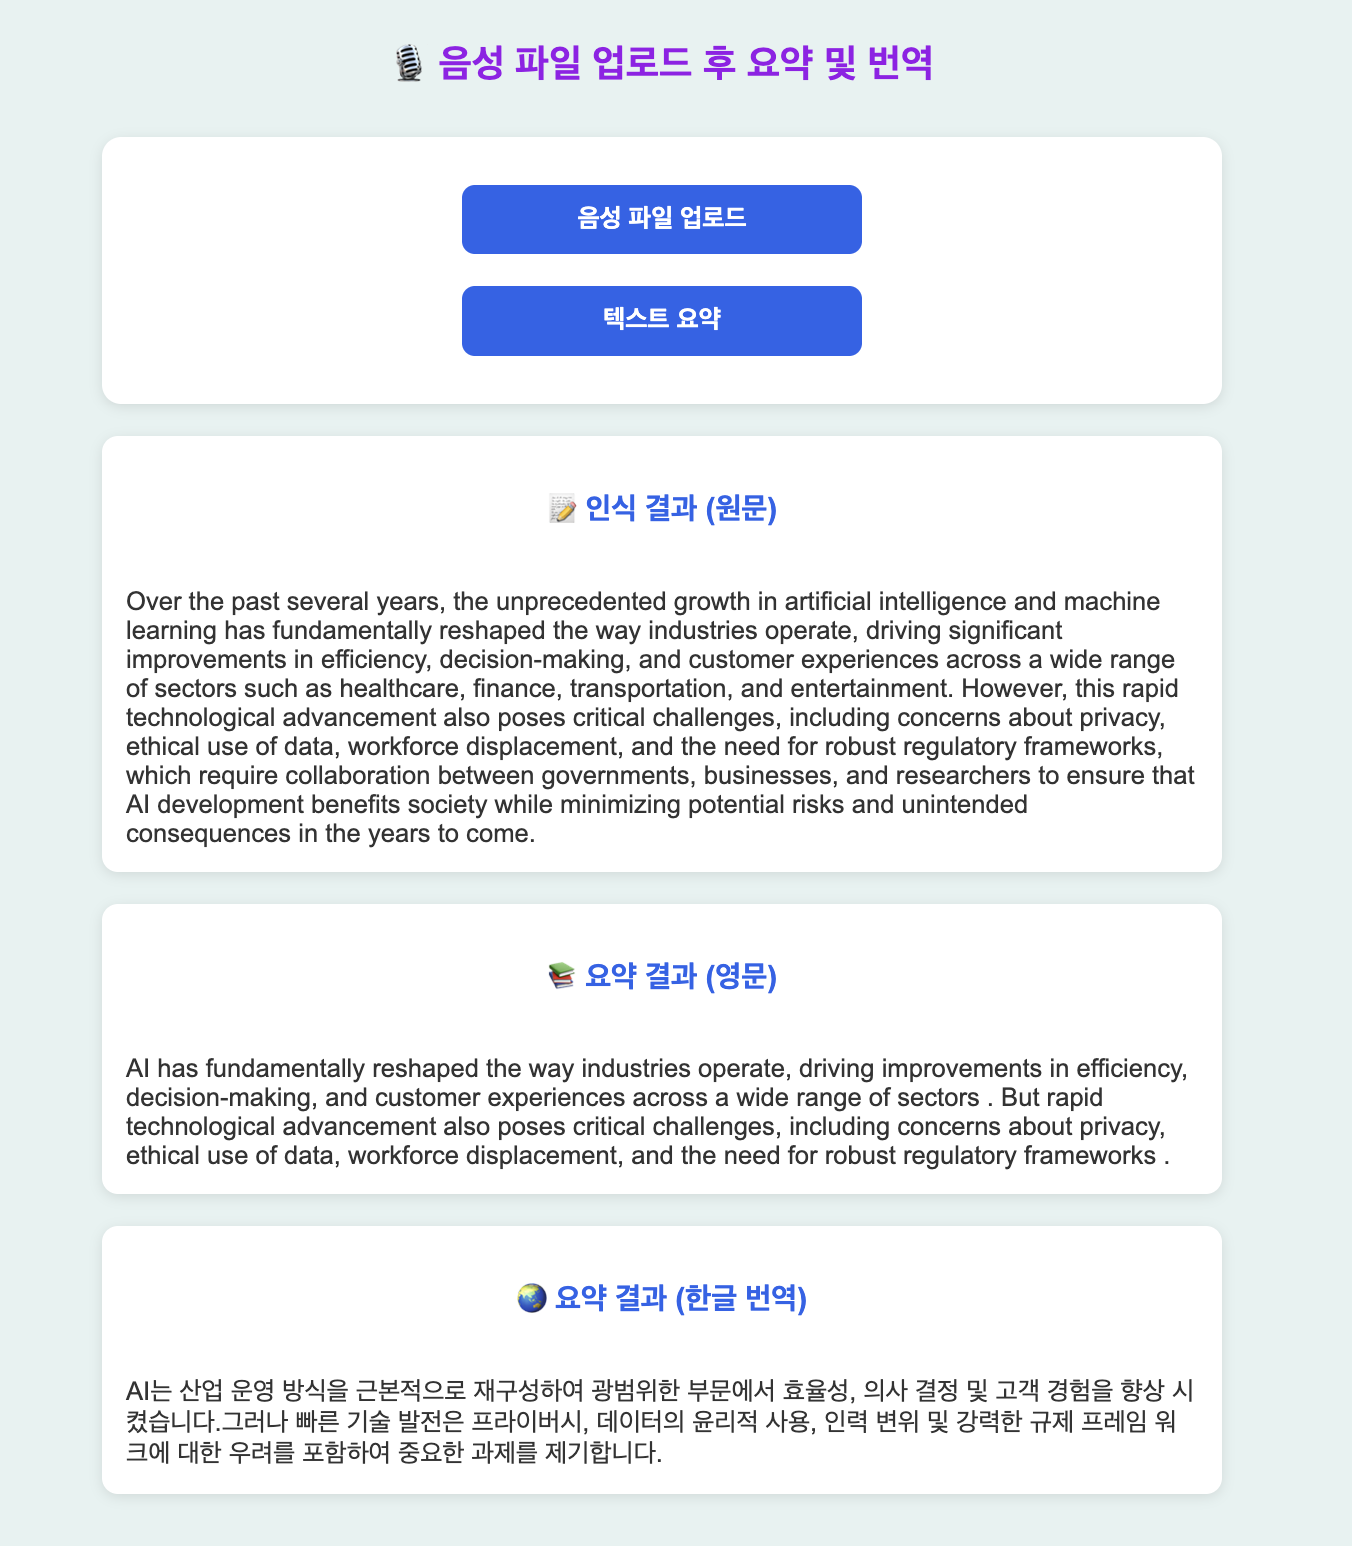 음성 파일 업로드 후 요약 및 번역
음성 파일 업로드
텍스트 요약
인식 결과 (원문)
Over the past several years, the unprecedented growth in artificial intelligence and machine
learning has fundamentally reshaped the way industries operate, driving significant
improvements in efficiency, decision-making, and customer experiences across a wide range
of sectors such as healthcare, finance, transportation, and entertainment. However, this rapid
technological advancement also poses critical challenges, including concerns about privacy,
ethical use of data, workforce displacement, and the need for robust regulatory frameworks,
which require collaboration between governments, businesses, and researchers to ensure that
AI development benefits society while minimizing potential risks and unintended
consequences in the years to come.
요약 결과 (영문)
AI has fundamentally reshaped the way industries operate, driving improvements in efficiency,
decision-making, and customer experiences across a wide range of sectors . But rapid
technological advancement also poses critical challenges, including concerns about privacy,
ethical use of data, workforce displacement, and the need for robust regulatory frameworks .
요약 결과 (한글 번역)
AI는 산업 운영 방식을 근본적으로 재구성하여 광범위한 부문에서 효율성, 의사 결정 및 고객 경험을 향상 시
켰습니다.그러나 빠른 기술 발전은 프라이버시, 데이터의 윤리적 사용, 인력 변위 및 강력한 규제 프레임 워
크에 대한 우려를 포함하여 중요한 과제를 제기합니다.